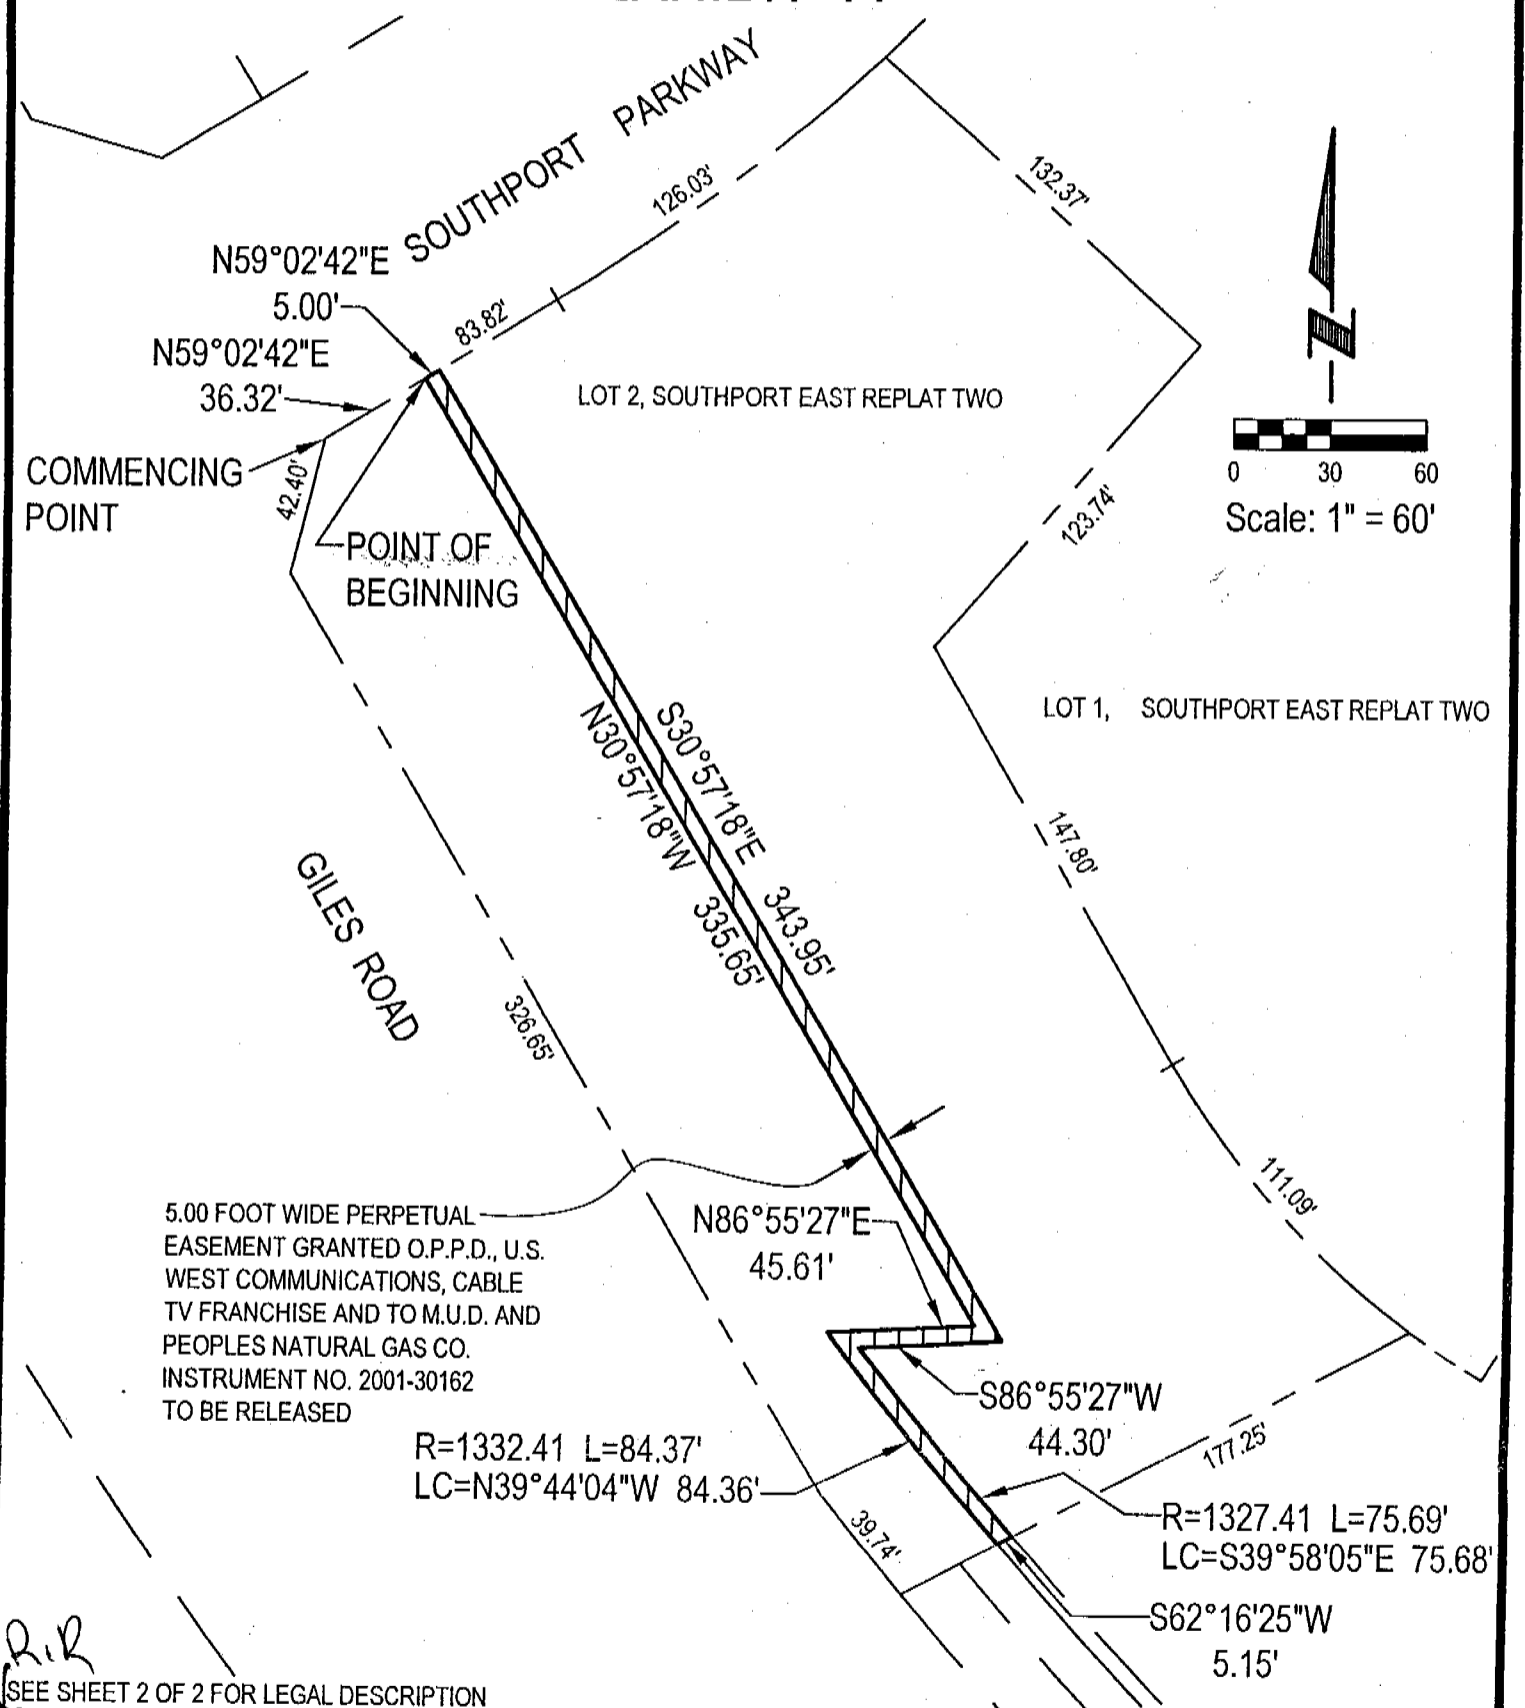 SOUTHPORT PARKWAY
132.37'
126.03'
N59°02'42"E
5.00'
83.82'
N59°02'42"E
36.32'
LOT 2, SOUTHPORT EAST REPLAT TWO
0 30 60
Scale: 1" = 60'
COMMENCING
POINT
42.40'
123.74'
POINT OF
BEGINNING
LOT 1, SOUTHPORT EAST REPLAT TWO
S30°57'18"E 343.95'
N30°57'18"W 335.65'
147.80'
GILES ROAD
326.65'
111.09'
5.00 FOOT WIDE PERPETUAL
EASEMENT GRANTED O.P.P.D., U.S.
WEST COMMUNICATIONS, CABLE
TV FRANCHISE AND TO M.U.D. AND
PEOPLES NATURAL GAS CO.
INSTRUMENT NO. 2001-30162
TO BE RELEASED
N86°55'27"E
45.61'
S86°55'27"W
44.30'
177.25'
R=1332.41 L=84.37'
LC=N39°44'04"W 84.36'
39.74'
R=1327.41 L=75.69'
LC=S39°58'05"E 75.68'
S62°16'25"W
5.15'
R.R
SEE SHEET 2 OF 2 FOR LEGAL DESCRIPTION